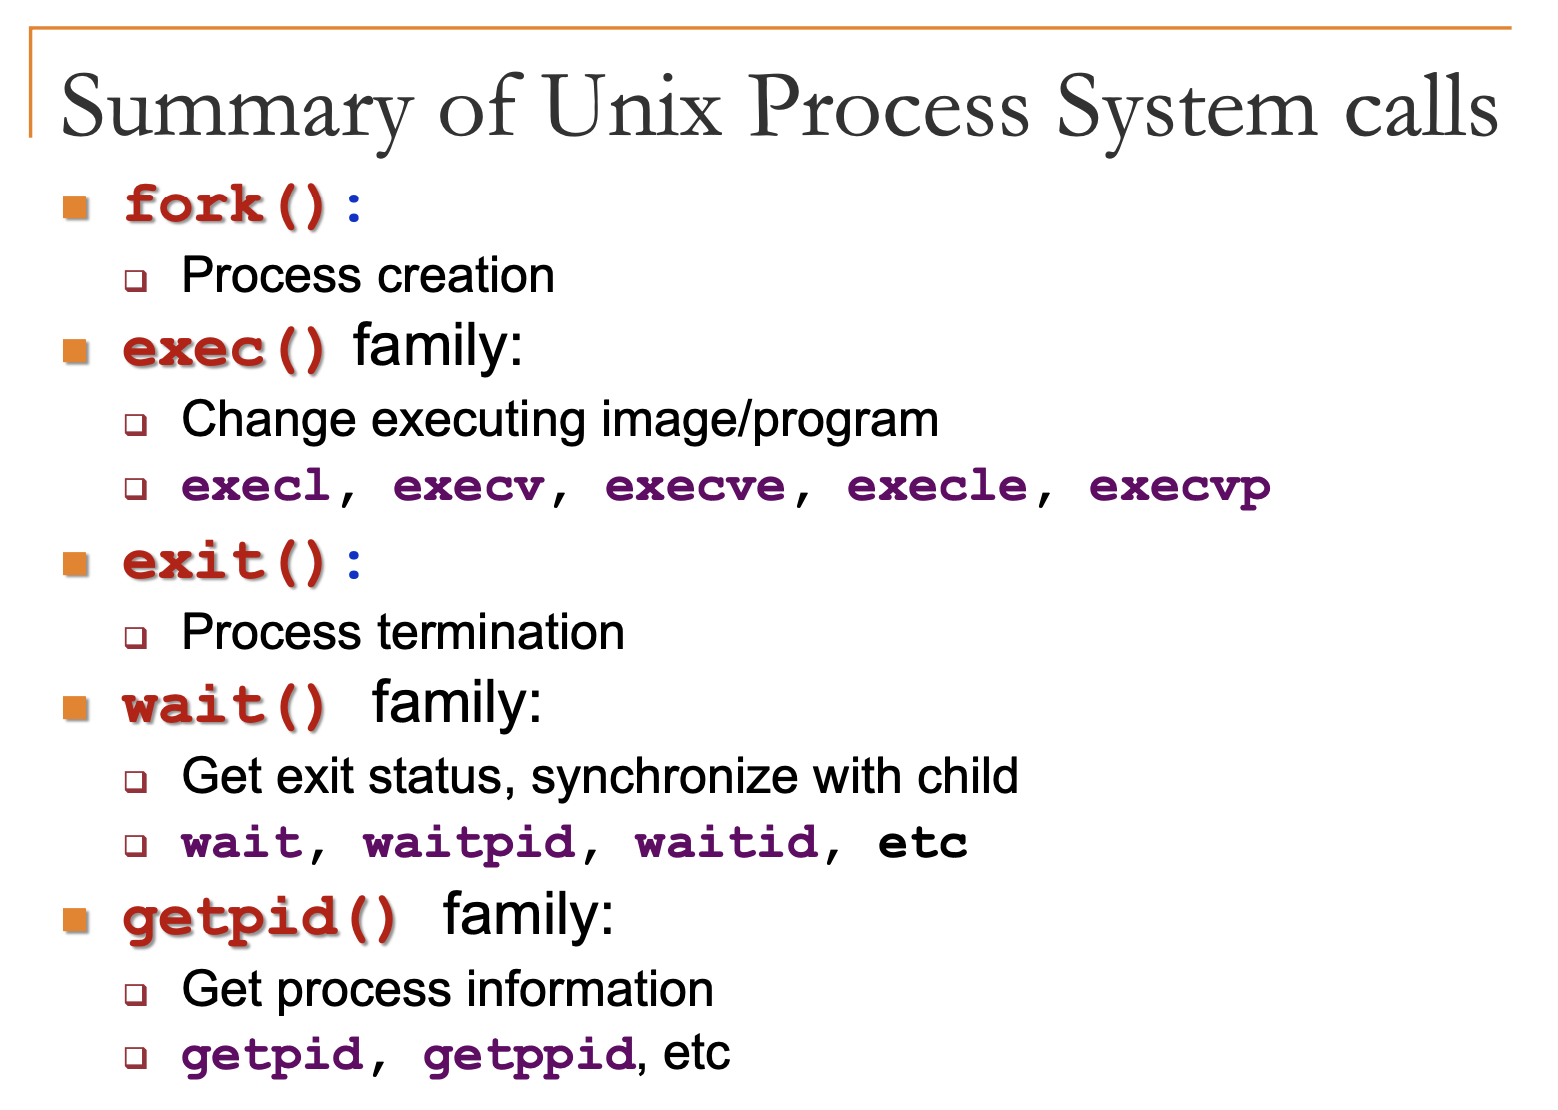 Summary of Unix Process System calls
fork():
Process creation
exec() family:
Change executing image/program
execl, execv, execve, execle, execvp
exit():
Process termination
wait() family:
Get exit status, synchronize with child
wait, waitpid, waitid, etc
getpid() family:
Get process information
getpid, getppid, etc